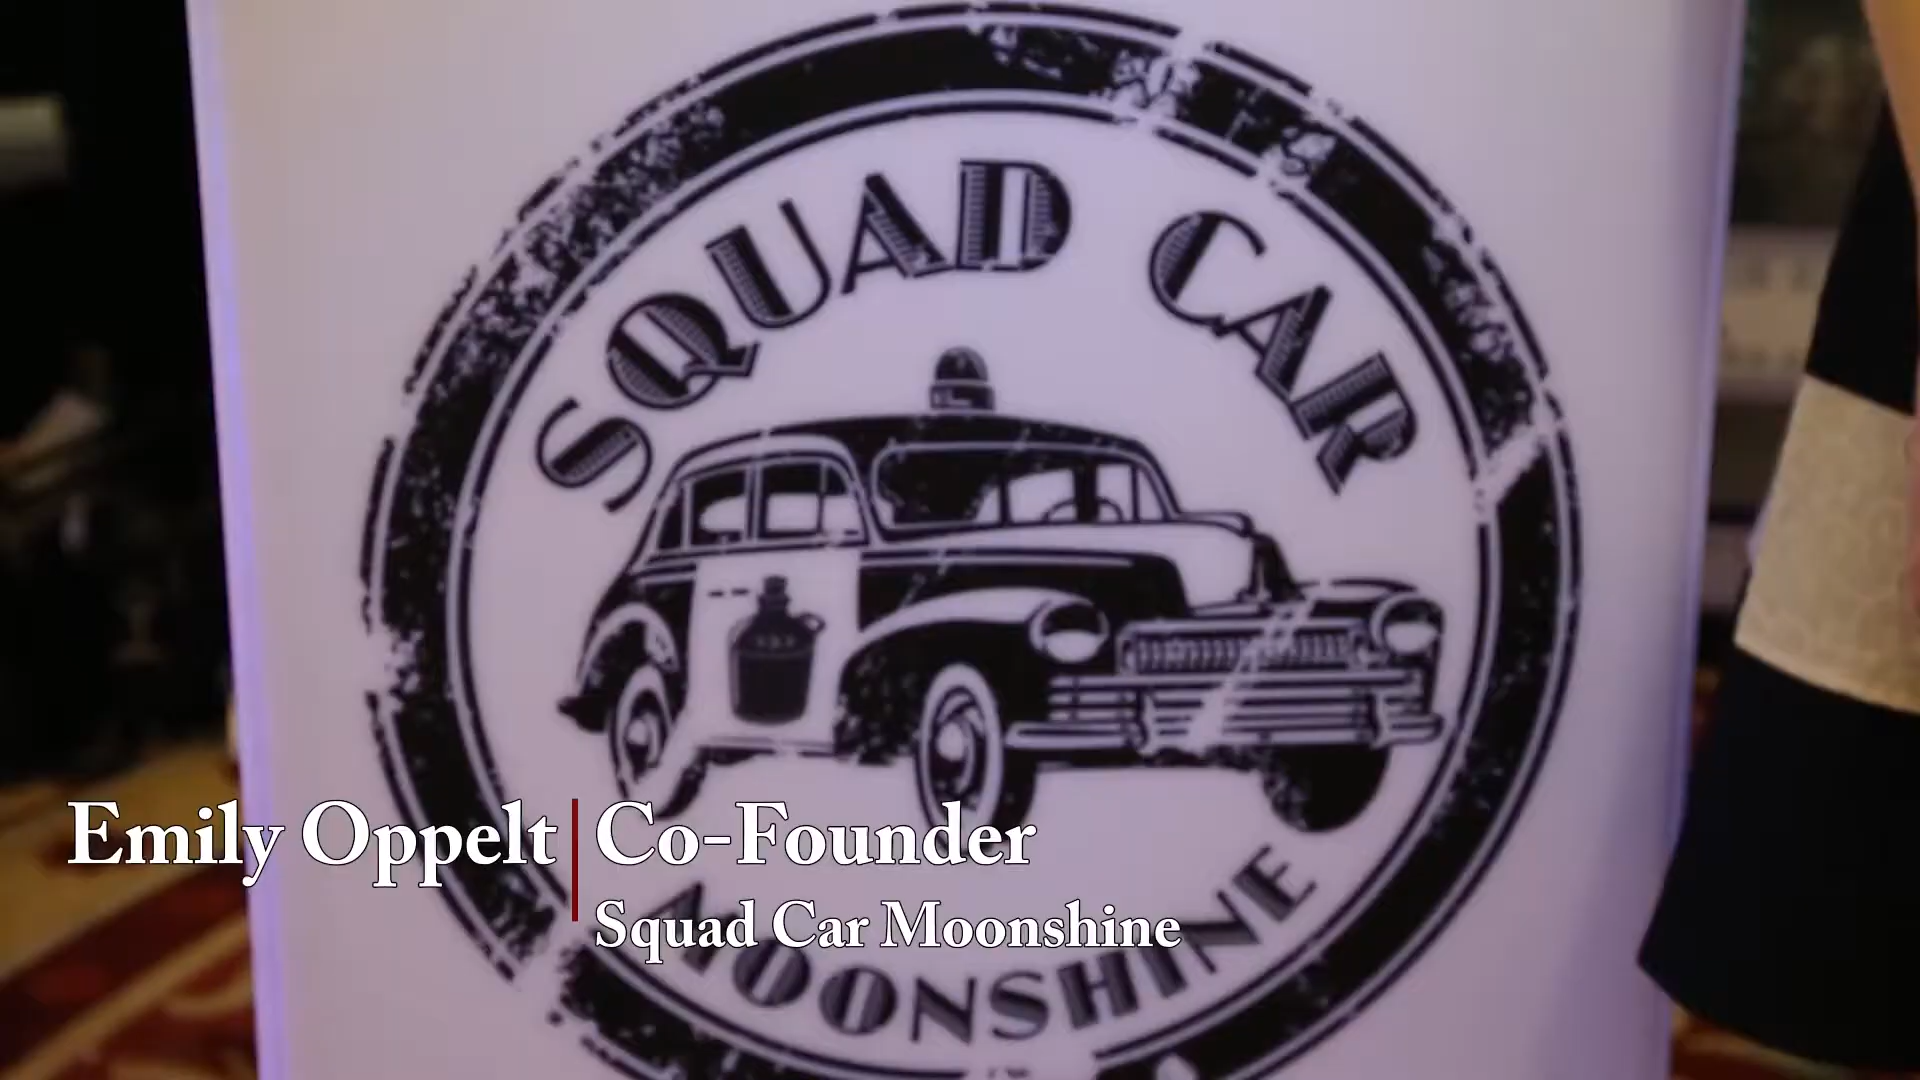 SQUAD CAR
MOONSHINE
Emily Oppelt
Co-Founder
Squad Car Moonshine